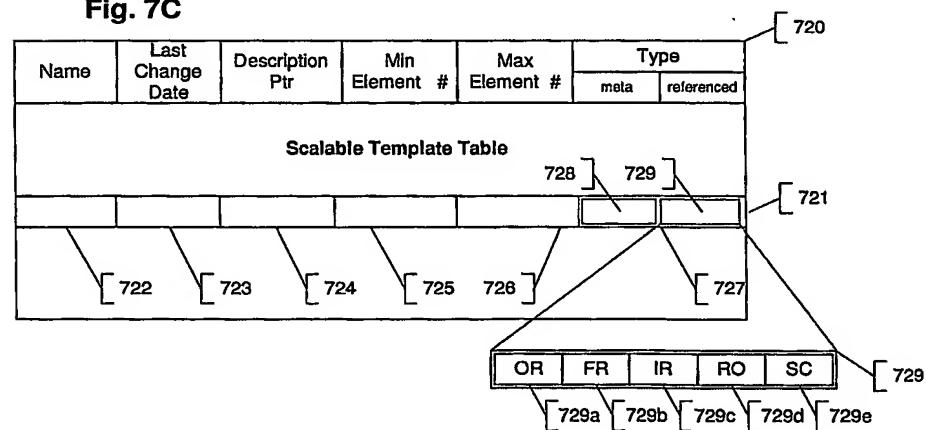 Fig. 7C
720
Name
Last
Change
Date
Description
Ptr
Min
Element #
Max
Element #
Type
meta
referenced
Scalable Template Table
728
729
721
722
723
724
725
726
727
OR
FR
IR
RO
SC
729
729a
729b
729c
729d
729e